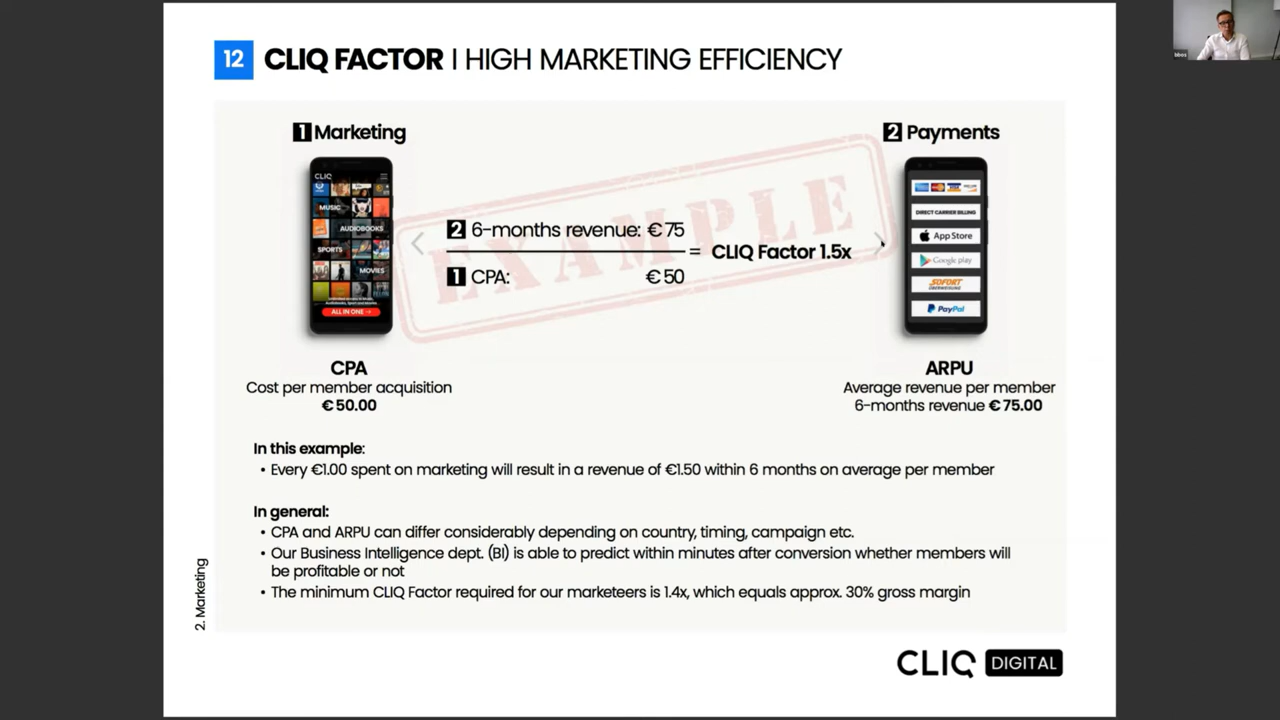 12 CLIQ FACTOR I HIGH MARKETING EFFICIENCY
1 Marketing
2 Payments
CLIQ
MUSIC
AUDIOBOOKS
SPORTS
MOVIES
ALL IN ONE
EXAMPLE
2 6-months revenue: €75
1 CPA: €50
= CLIQ Factor 1.5x
DIRECT CARRIER BILLING
App Store
Google play
SOFORT
ÜBERWEISUNG
PayPal
CPA
Cost per member acquisition
€50.00
ARPU
Average revenue per member
6-months revenue €75.00
In this example:
• Every €1.00 spent on marketing will result in a revenue of €1.50 within 6 months on average per member
In general:
• CPA and ARPU can differ considerably depending on country, timing, campaign etc.
• Our Business Intelligence dept. (BI) is able to predict within minutes after conversion whether members will
be profitable or not
• The minimum CLIQ Factor required for our marketeers is 1.4x, which equals approx. 30% gross margin
2. Marketing
CLIQ DIGITAL